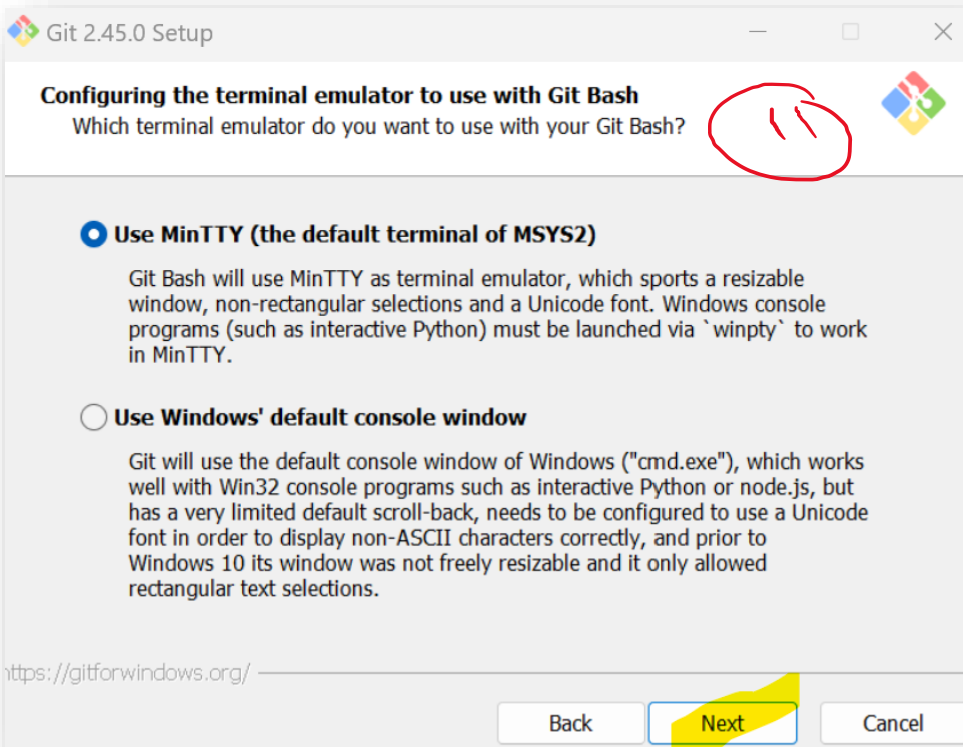 Git 2.45.0 Setup
Configuring the terminal emulator to use with Git Bash
Which terminal emulator do you want to use with your Git Bash?
11
Use MinTTY (the default terminal of MSYS2)
Git Bash will use MinTTY as terminal emulator, which sports a resizable
window, non-rectangular selections and a Unicode font. Windows console
programs (such as interactive Python) must be launched via `winpty` to work
in MinTTY.
Use Windows' default console window
Git will use the default console window of Windows ("cmd.exe"), which works
well with Win32 console programs such as interactive Python or node.js, but
has a very limited default scroll-back, needs to be configured to use a Unicode
font in order to display non-ASCII characters correctly, and prior to
Windows 10 its window was not freely resizable and it only allowed
rectangular text selections.
https://gitforwindows.org/
Back Next Cancel